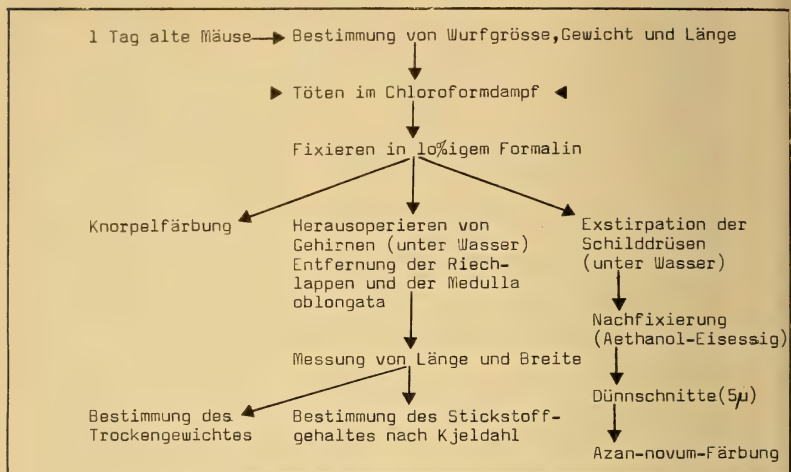 1 Tag alte Mäuse → Bestimmung von Wurfgrösse,Gewicht und Länge
Töten im Chloroformdampf
Fixieren in lo%igem Formalin
Knorpelfärbung
Herausoperieren von
Gehirnen (unter Wasser)
Entfernung der Riech-
lappen und der Medulla
oblongata
Exstirpation der
Schilddrüsen
(unter Wasser)
Nachfixierung
(Aethanol-Eisessig)
Messung von Länge und Breite
Dünnschnitte(5µ)
Bestimmung des
Trockengewichtes
Bestimmung des Stickstoff-
gehaltes nach Kjeldahl
Azan-novum-Färbung